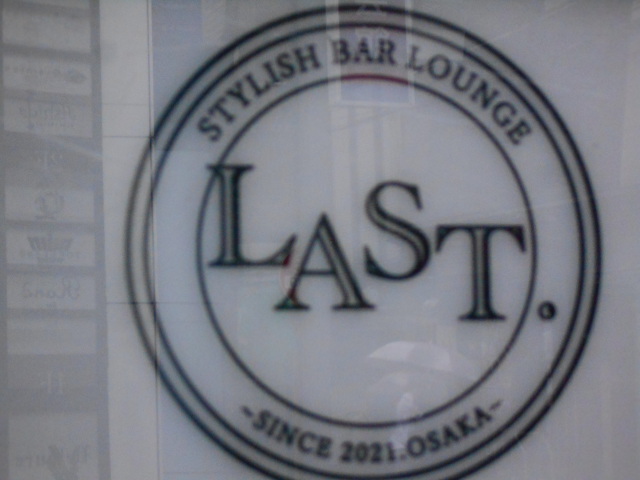 STYLISH BAR LOUNGE
LAST.
~SINCE 2021.OSAKA~